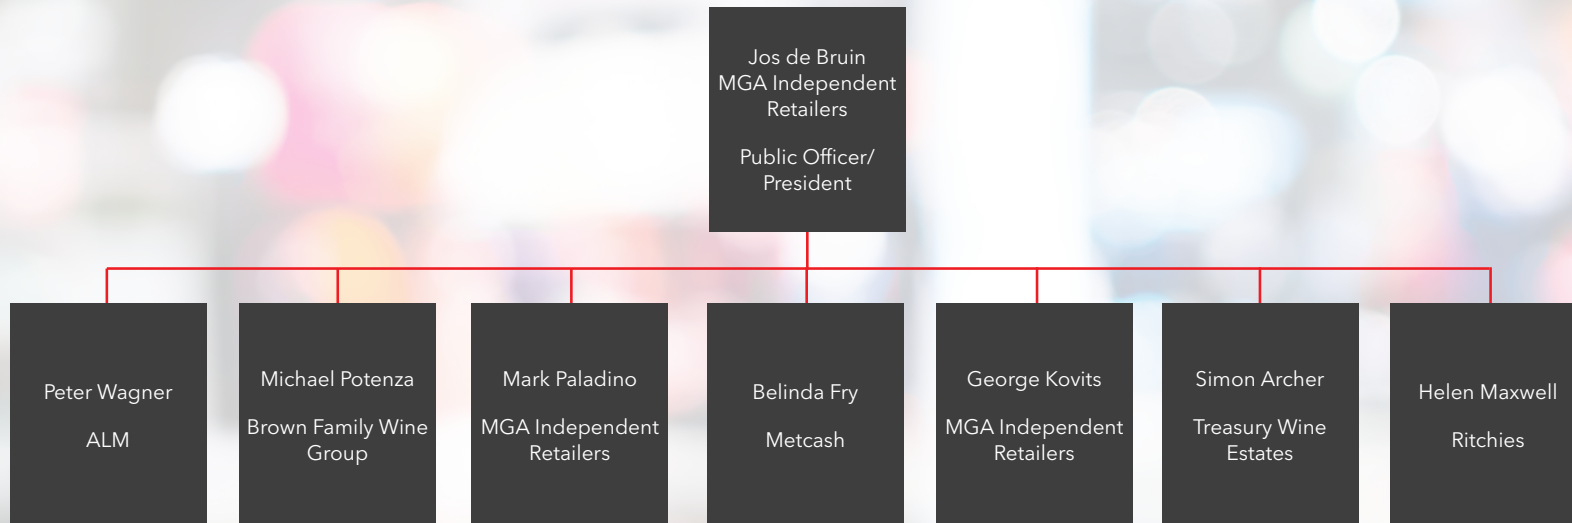 Jos de Bruin
MGA Independent
Retailers
Public Officer/
President
Peter Wagner
ALM
Michael Potenza
Brown Family Wine
Group
Mark Paladino
MGA Independent
Retailers
Belinda Fry
Metcash
George Kovits
MGA Independent
Retailers
Simon Archer
Treasury Wine
Estates
Helen Maxwell
Ritchies